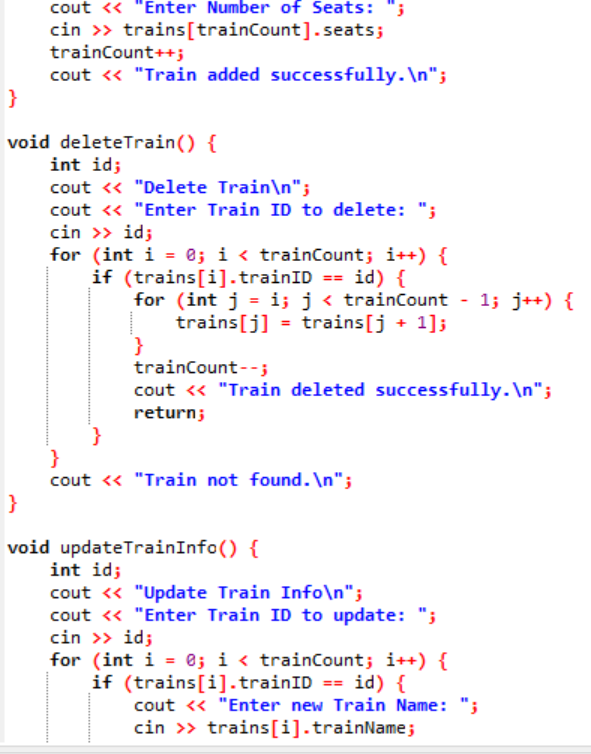 cout << "Enter Number of Seats: ";
    cin >> trains[trainCount].seats;
    trainCount++;
    cout << "Train added successfully.\n";
}

void deleteTrain() {
    int id;
    cout << "Delete Train\n";
    cout << "Enter Train ID to delete: ";
    cin >> id;
    for (int i = 0; i < trainCount; i++) {
        if (trains[i].trainID == id) {
            for (int j = i; j < trainCount - 1; j++) {
                trains[j] = trains[j + 1];
            }
            trainCount--;
            cout << "Train deleted successfully.\n";
            return;
        }
    }
    cout << "Train not found.\n";
}

void updateTrainInfo() {
    int id;
    cout << "Update Train Info\n";
    cout << "Enter Train ID to update: ";
    cin >> id;
    for (int i = 0; i < trainCount; i++) {
        if (trains[i].trainID == id) {
            cout << "Enter new Train Name: ";
            cin >> trains[i].trainName;